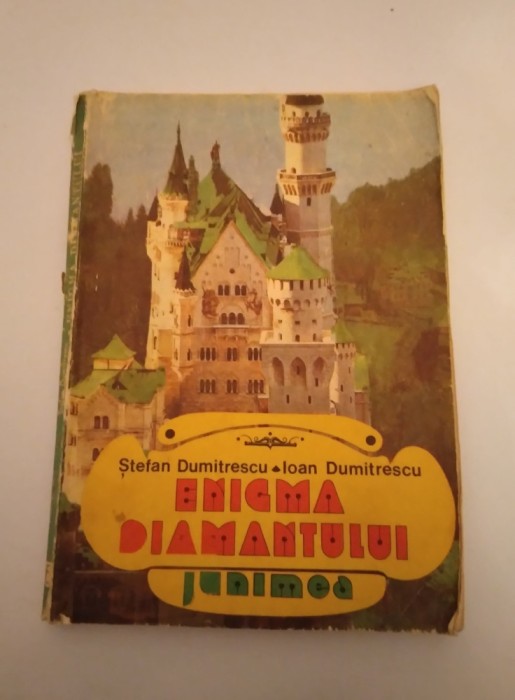 Ștefan Dumitrescu ♠ Ioan Dumitrescu
ENIGMA
DIAMANTULUI
junimea